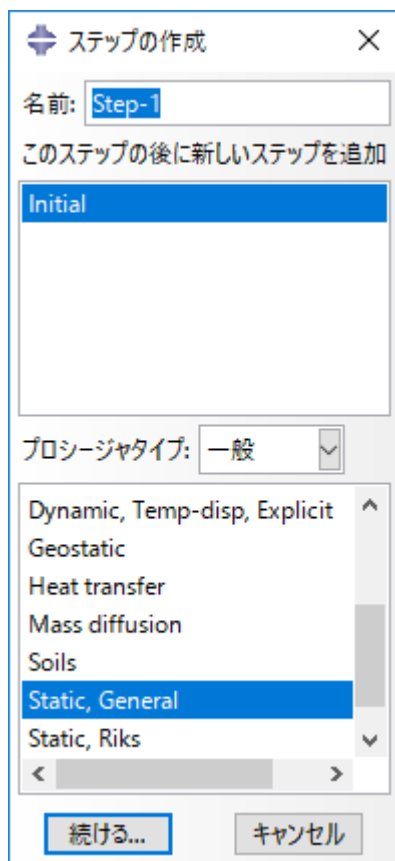 ステップの作成
名前: Step-1
このステップの後に新しいステップを追加
Initial
プロシージャタイプ: 一般
Dynamic, Temp-disp, Explicit
Geostatic
Heat transfer
Mass diffusion
Soils
Static, General
Static, Riks
続ける... キャンセル